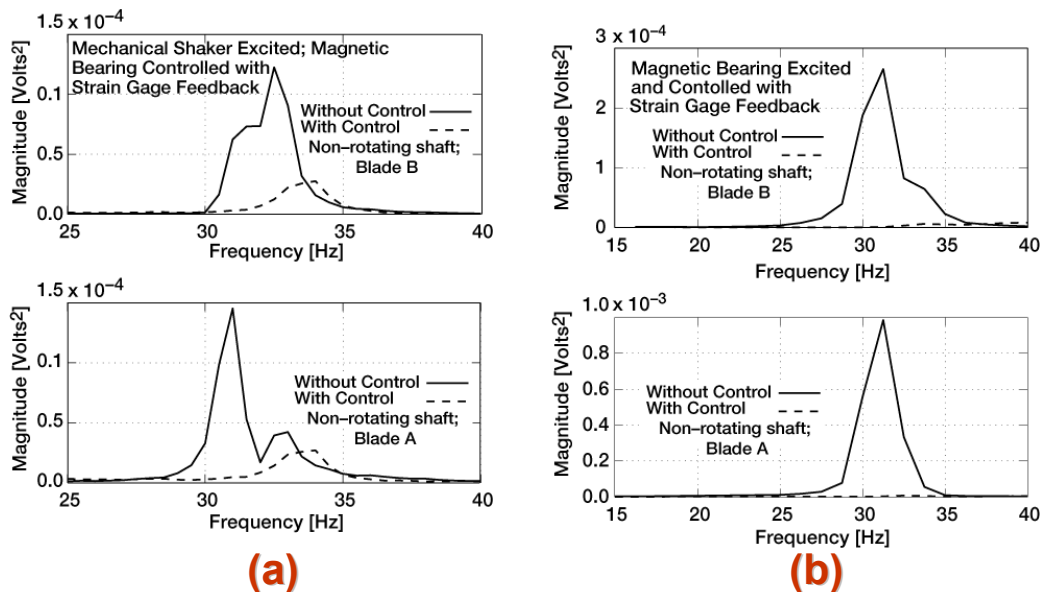 1.5 x 10⁻⁴
Magnitude [Volts²]
Mechanical Shaker Excited; Magnetic
Bearing Controlled with
Strain Gage Feedback
Without Control
With Control
Non-rotating shaft;
Blade B
0.1
0.5
0.0
25
30
35
40
Frequency [Hz]
1.5 x 10⁻⁴
Magnitude [Volts²]
Without Control
With Control
Non-rotating shaft;
Blade A
0.1
0.5
0.0
25
30
35
40
Frequency [Hz]
(a)
3 x 10⁻⁴
Magnitude [Volts²]
Magnetic Bearing Excited
and Contolled with
Strain Gage Feedback
Without Control
With Control
Non-rotating shaft;
Blade B
2
1
0
15
20
25
30
35
40
Frequency [Hz]
1.0 x 10⁻³
Magnitude [Volts²]
Without Control
With Control
Non-rotating shaft;
Blade A
0.8
0.6
0.4
0.2
0.0
15
20
25
30
35
40
Frequency [Hz]
(b)